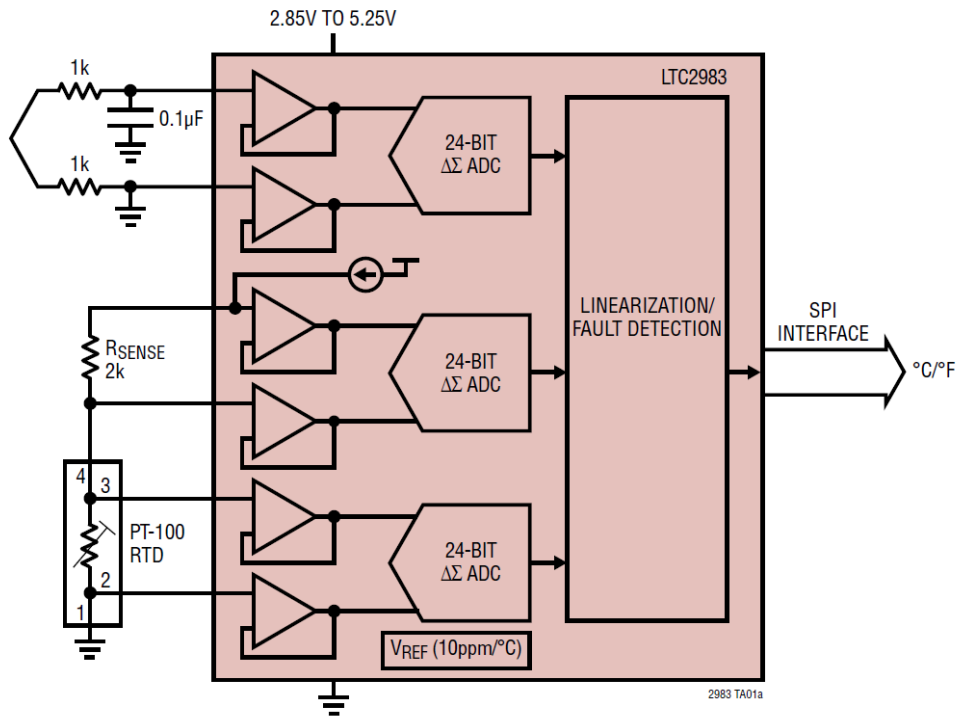 2.85V TO 5.25V
LTC2983
1k
0.1µF
1k
24-BIT
ΔΣ ADC
LINEARIZATION/
FAULT DETECTION
SPI
INTERFACE
°C/°F
RSENSE
2k
24-BIT
ΔΣ ADC
4
3
PT-100
RTD
2
1
24-BIT
ΔΣ ADC
VREF (10ppm/°C)
2983 TA01a